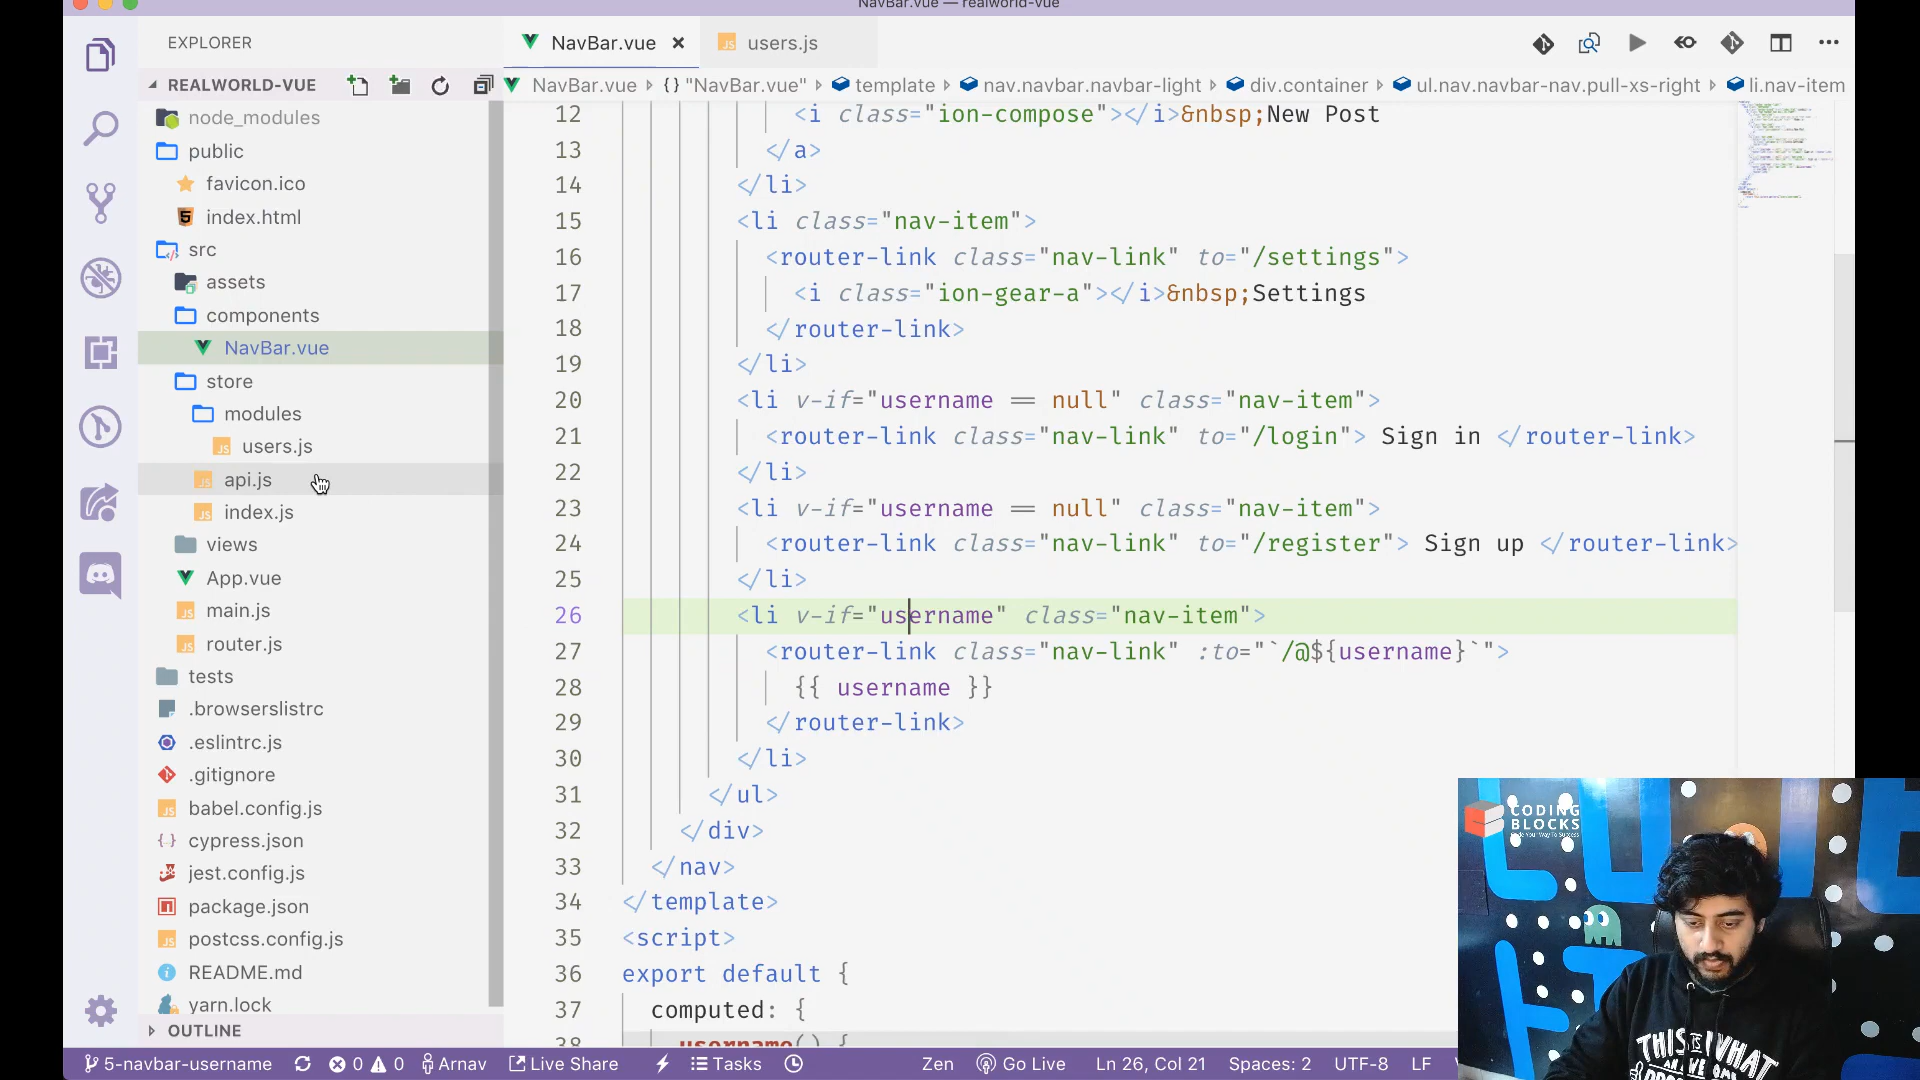 NavBar.vue — realworld-vue
EXPLORER
NavBar.vue
users.js
REALWORLD-VUE
NavBar.vue
{} "NavBar.vue"
template
nav.navbar.navbar-light
div.container
ul.nav.navbar-nav.pull-xs-right
li.nav-item
node_modules
public
favicon.ico
index.html
src
assets
components
NavBar.vue
store
modules
users.js
api.js
index.js
views
App.vue
main.js
router.js
tests
.browserslistrc
.eslintrc.js
.gitignore
babel.config.js
cypress.json
jest.config.js
package.json
postcss.config.js
README.md
yarn.lock
OUTLINE
12 <i class="ion-compose"></i>&nbsp;New Post
13 </a>
14 </li>
15 <li class="nav-item">
16 <router-link class="nav-link" to="/settings">
17 <i class="ion-gear-a"></i>&nbsp;Settings
18 </router-link>
19 </li>
20 <li v-if="username == null" class="nav-item">
21 <router-link class="nav-link" to="/login"> Sign in </router-link>
22 </li>
23 <li v-if="username == null" class="nav-item">
24 <router-link class="nav-link" to="/register"> Sign up </router-link>
25 </li>
26 <li v-if="username" class="nav-item">
27 <router-link class="nav-link" :to="`/@${username}`">
28 {{ username }}
29 </router-link>
30 </li>
31 </ul>
32 </div>
33 </nav>
34 </template>
35 <script>
36 export default {
37 computed: {
38 username() {
CODING
BLOCKS
THIS IS WHAT
5-navbar-username
0
0
Arnav
Live Share
Tasks
Zen
Go Live
Ln 26, Col 21
Spaces: 2
UTF-8
LF